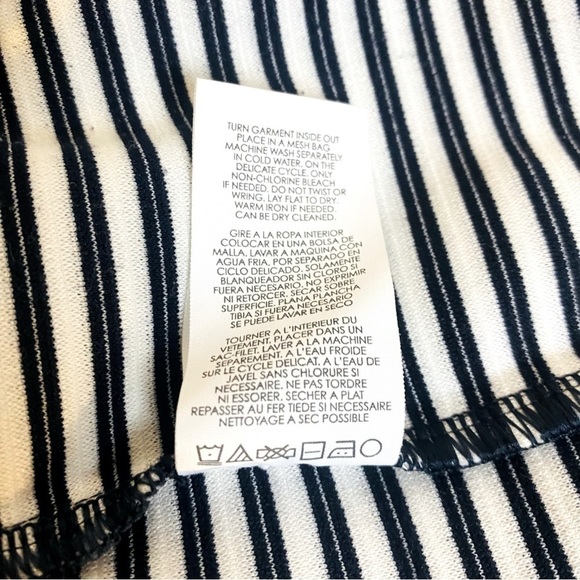 TURN GARMENT INSIDE OUT
PLACE IN A MESH BAG
MACHINE WASH SEPARATELY
IN COLD WATER. ON THE
DELICATE CYCLE. ONLY
NON-CHLORINE BLEACH
IF NEEDED. DO NOT TWIST OR
WRING. LAY FLAT TO DRY.
WARM IRON IF NEEDED.
CAN BE DRY CLEANED.
GIRE A LA ROPA INTERIOR
COLOCAR EN UNA BOLSA DE
MALLA. LAVAR A MAQUINA CON
AGUA FRIA. POR SEPARADO EN
CICLO DELICADO. SOLAMENTE
BLANQUEADOR SIN CLORO SI
FUERA NECESARIO. NO EXPRIMIR
NI RETORCER. SECAR SOBRE
SUPERFICIE. PLANA PLANCHA
TIBIA SI FUERA NECESARIO
SE PUEDE LAVAR EN SECO
TOURNER A L'INTERIEUR DU
VETEMENT. PLACER DANS UN
SAC-FILET. LAVER A LA MACHINE
SEPAREMENT. A L'EAU FROIDE
SUR LE CYCLE DELICAT. A L'EAU DE
JAVEL SANS CHLORURE SI
NECESSAIRE. NE PAS TORDRE
NI ESSORER. SECHER A PLAT
REPASSER AU FER TIEDE SI NECESSAIRE
NETTOYAGE A SEC POSSIBLE